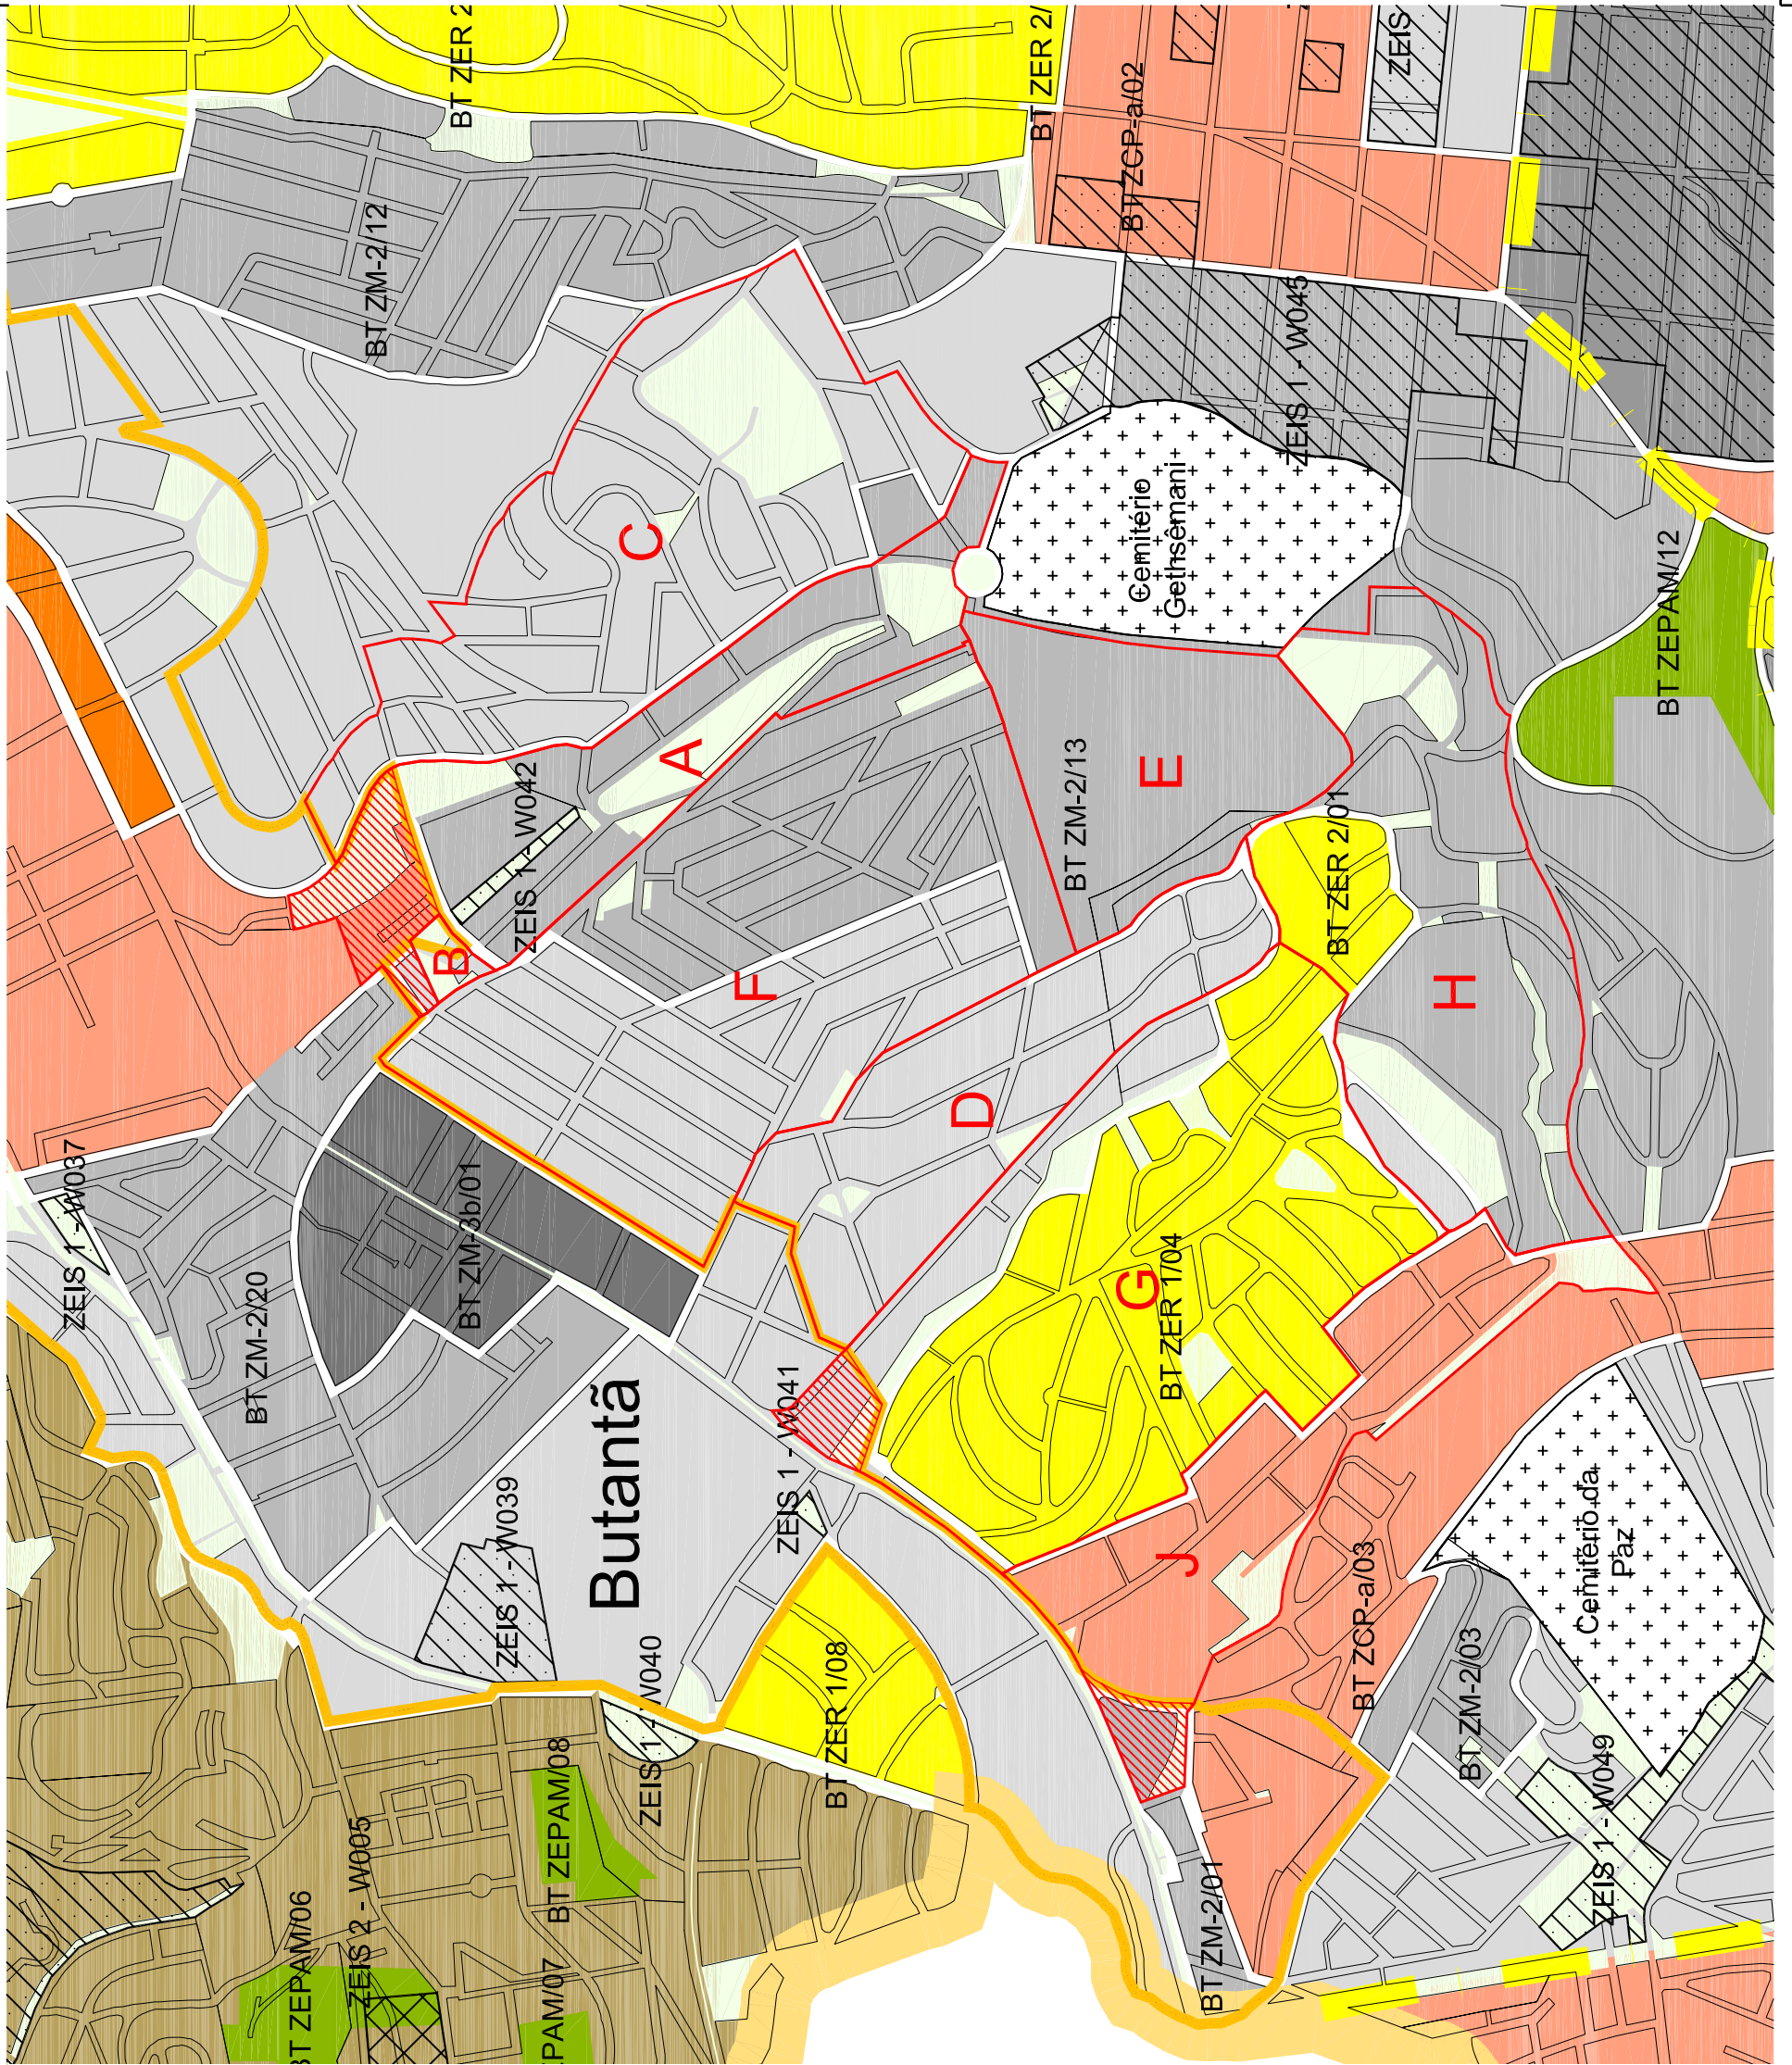 BT ZER 2
BT ZER 2/
BT ZCP-a/02
ZEIS
BT ZM-2/12
ZEIS 1 - W045
Cemitério
Gethsêmani
C
BT ZEPAM/12
A
ZEIS 1 - W042
BT ZM-2/13
E
BT ZER 2/01
B
F
H
D
ZEIS 1 - W037
BT ZM-3b/01
BT ZM-2/20
G
BT ZER 1/04
ZEIS 1 - W041
Butantã
ZEIS 1 - W039
J
Cemitério da
Paz
BT ZCP-a/03
ZEIS 1 - W040
BT ZER 1/08
BT ZM-2/03
ZEIS 1 - W049
BT ZEPAM/08
ZEIS 2 - W005
BT ZM-2/01
BT ZEPAM/06
EPAM/07